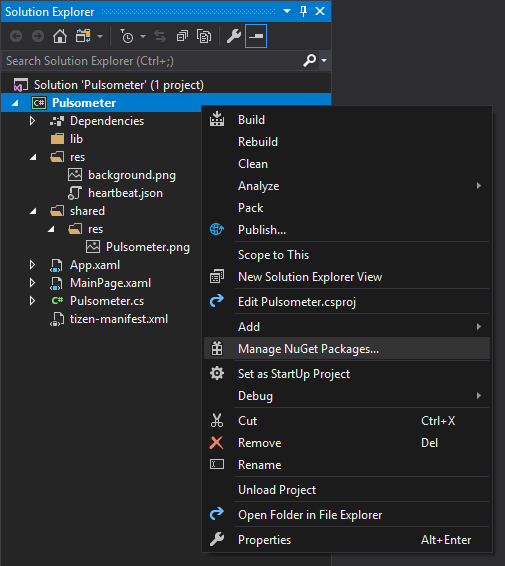 Solution Explorer
Search Solution Explorer (Ctrl+;)
Solution 'Pulsometer' (1 project)
C# Pulsometer
Dependencies
lib
res
background.png
heartbeat.json
shared
res
Pulsometer.png
App.xaml
MainPage.xaml
C# Pulsometer.cs
tizen-manifest.xml
Build
Rebuild
Clean
Analyze
Pack
Publish...
Scope to This
New Solution Explorer View
Edit Pulsometer.csproj
Add
Manage NuGet Packages...
Set as StartUp Project
Debug
Cut Ctrl+X
Remove Del
Rename
Unload Project
Open Folder in File Explorer
Properties Alt+Enter